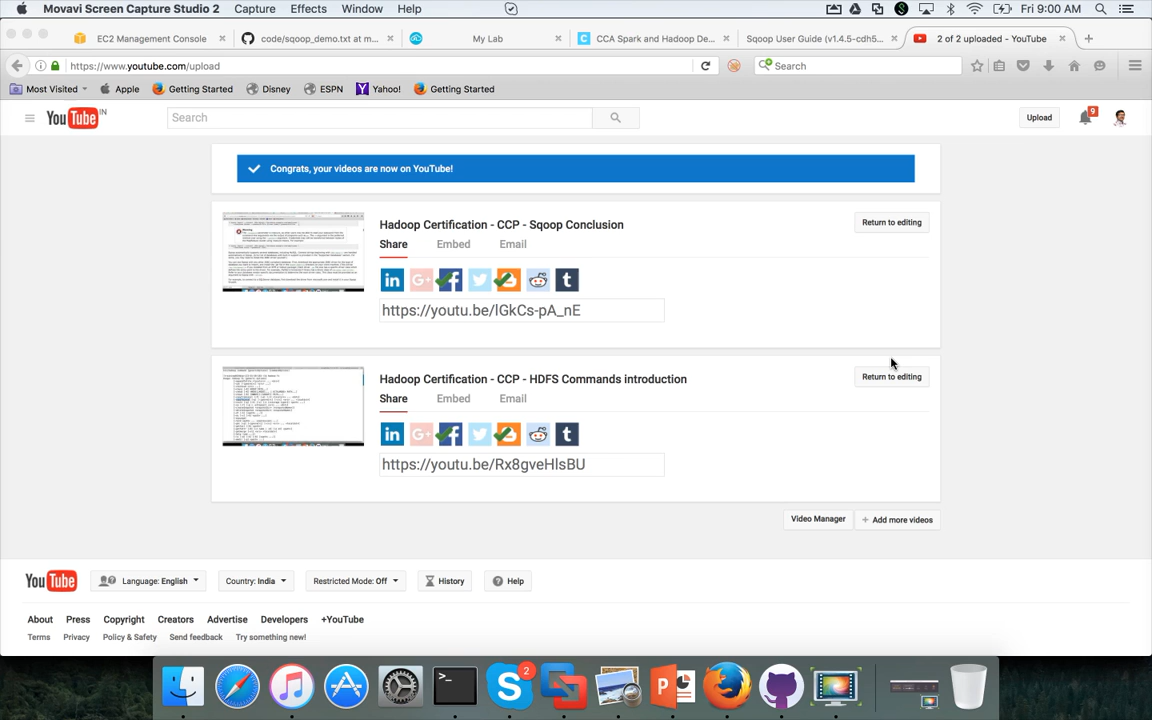 Movavi Screen Capture Studio 2 Capture Effects Window Help Fri 9:00 AM
EC2 Management Console code/sqoop_demo.txt at m... My Lab CCA Spark and Hadoop De... Sqoop User Guide (v1.4.5-cdh5... 2 of 2 uploaded - YouTube
https://www.youtube.com/upload Search
Most Visited Apple Getting Started Disney ESPN Yahoo! Getting Started
YouTube IN Search Upload 9
Congrats, your videos are now on YouTube!
Hadoop Certification - CCP - Sqoop Conclusion Return to editing
Share Embed Email
https://youtu.be/lGkCs-pA_nE
Hadoop Certification - CCP - HDFS Commands introduction Return to editing
Share Embed Email
https://youtu.be/Rx8gveHlsBU
Video Manager + Add more videos
YouTube Language: English Country: India Restricted Mode: Off History Help
About Press Copyright Creators Advertise Developers +YouTube
Terms Privacy Policy & Safety Send feedback Try something new!
2